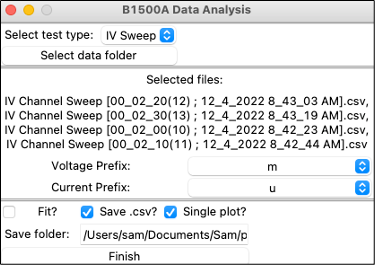 B1500A Data Analysis
Select test type: IV Sweep
Select data folder
Selected files:
IV Channel Sweep [00_02_20(12) ; 12_4_2022 8_43_03 AM].csv,
IV Channel Sweep [00_02_30(13) ; 12_4_2022 8_43_19 AM].csv,
IV Channel Sweep [00_02_00(10) ; 12_4_2022 8_42_23 AM].csv,
IV Channel Sweep [00_02_10(11) ; 12_4_2022 8_42_44 AM].csv
Voltage Prefix: m
Current Prefix: u
Fit? Save .csv? Single plot?
Save folder: /Users/sam/Documents/Sam/p
Finish